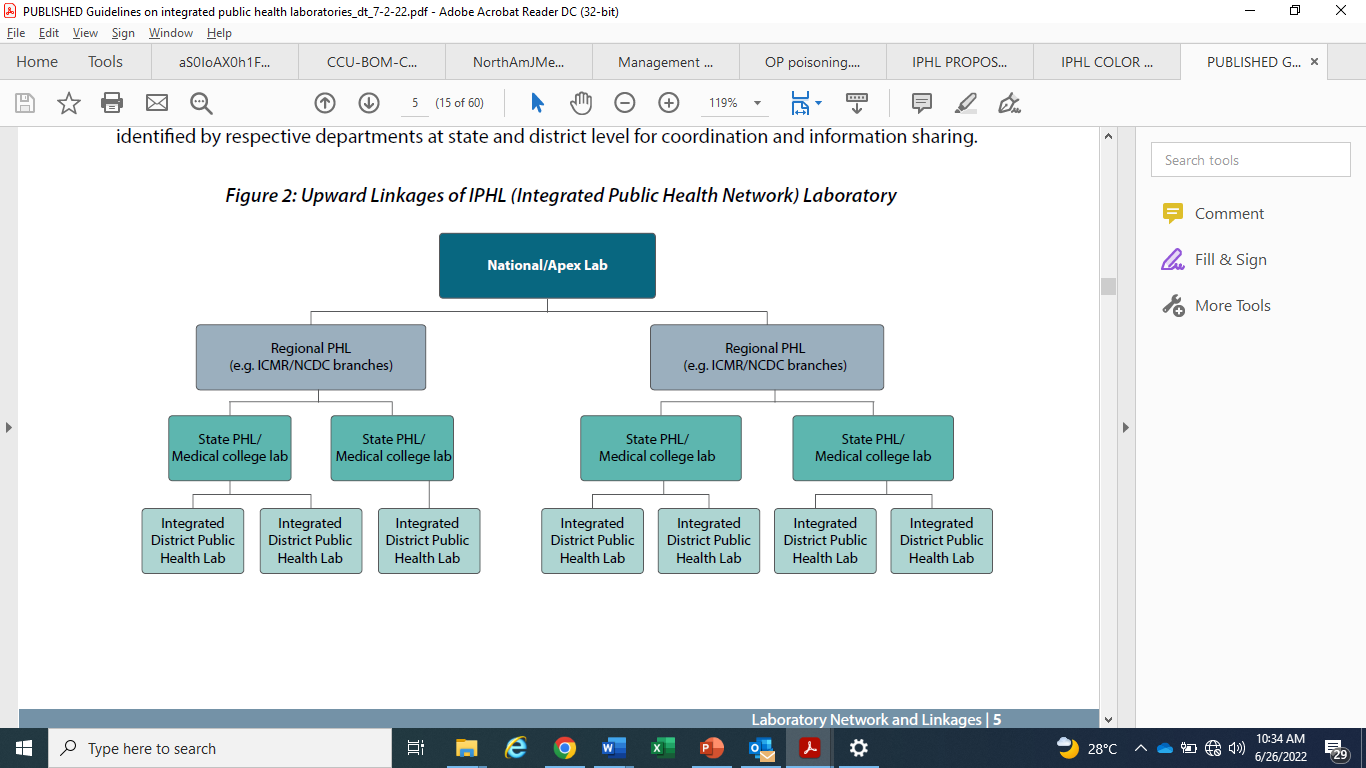 PUBLISHED Guidelines on integrated public health laboratories_dt_7-2-22.pdf - Adobe Acrobat Reader DC (32-bit)
File Edit View Sign Window Help
Home Tools aS0IoAX0h1F... CCU-BOM-C... NorthAmJMe... Management ... OP poisoning.... IPHL PROPOS... IPHL COLOR ... PUBLISHED G...
5 (15 of 60) 119%
identified by respective departments at state and district level for coordination and information sharing.
Figure 2: Upward Linkages of IPHL (Integrated Public Health Network) Laboratory
National/Apex Lab
Regional PHL
(e.g. ICMR/NCDC branches)
Regional PHL
(e.g. ICMR/NCDC branches)
State PHL/
Medical college lab
State PHL/
Medical college lab
State PHL/
Medical college lab
State PHL/
Medical college lab
Integrated
District Public
Health Lab
Integrated
District Public
Health Lab
Integrated
District Public
Health Lab
Integrated
District Public
Health Lab
Integrated
District Public
Health Lab
Integrated
District Public
Health Lab
Integrated
District Public
Health Lab
Laboratory Network and Linkages | 5
Search tools
Comment
Fill & Sign
More Tools
Type here to search
28°C
10:34 AM
6/26/2022
29